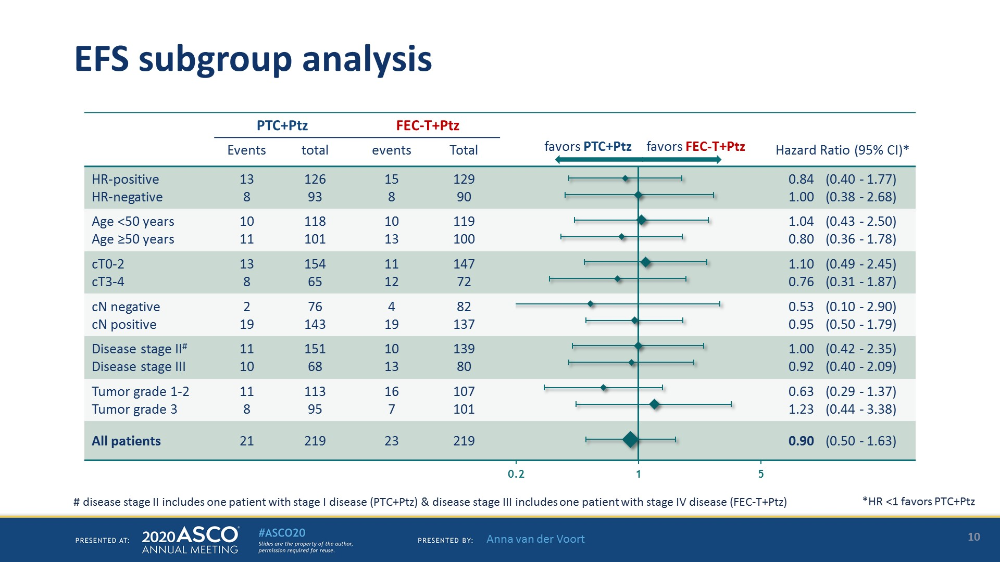 EFS subgroup analysis
PTC+Ptz FEC-T+Ptz
Events total events Total favors PTC+Ptz favors FEC-T+Ptz Hazard Ratio (95% CI)*
HR-positive 13 126 15 129 0.84 (0.40 - 1.77)
HR-negative 8 93 8 90 1.00 (0.38 - 2.68)
Age <50 years 10 118 10 119 1.04 (0.43 - 2.50)
Age ≥50 years 11 101 13 100 0.80 (0.36 - 1.78)
cT0-2 13 154 11 147 1.10 (0.49 - 2.45)
cT3-4 8 65 12 72 0.76 (0.31 - 1.87)
cN negative 2 76 4 82 0.53 (0.10 - 2.90)
cN positive 19 143 19 137 0.95 (0.50 - 1.79)
Disease stage II# 11 151 10 139 1.00 (0.42 - 2.35)
Disease stage III 10 68 13 80 0.92 (0.40 - 2.09)
Tumor grade 1-2 11 113 16 107 0.63 (0.29 - 1.37)
Tumor grade 3 8 95 7 101 1.23 (0.44 - 3.38)
All patients 21 219 23 219 0.90 (0.50 - 1.63)
0.2 1 5
# disease stage II includes one patient with stage I disease (PTC+Ptz) & disease stage III includes one patient with stage IV disease (FEC-T+Ptz) *HR <1 favors PTC+Ptz
PRESENTED AT: 2020 ASCO®
ANNUAL MEETING
#ASCO20
Slides are the property of the author,
permission required for reuse.
PRESENTED BY: Anna van der Voort
10